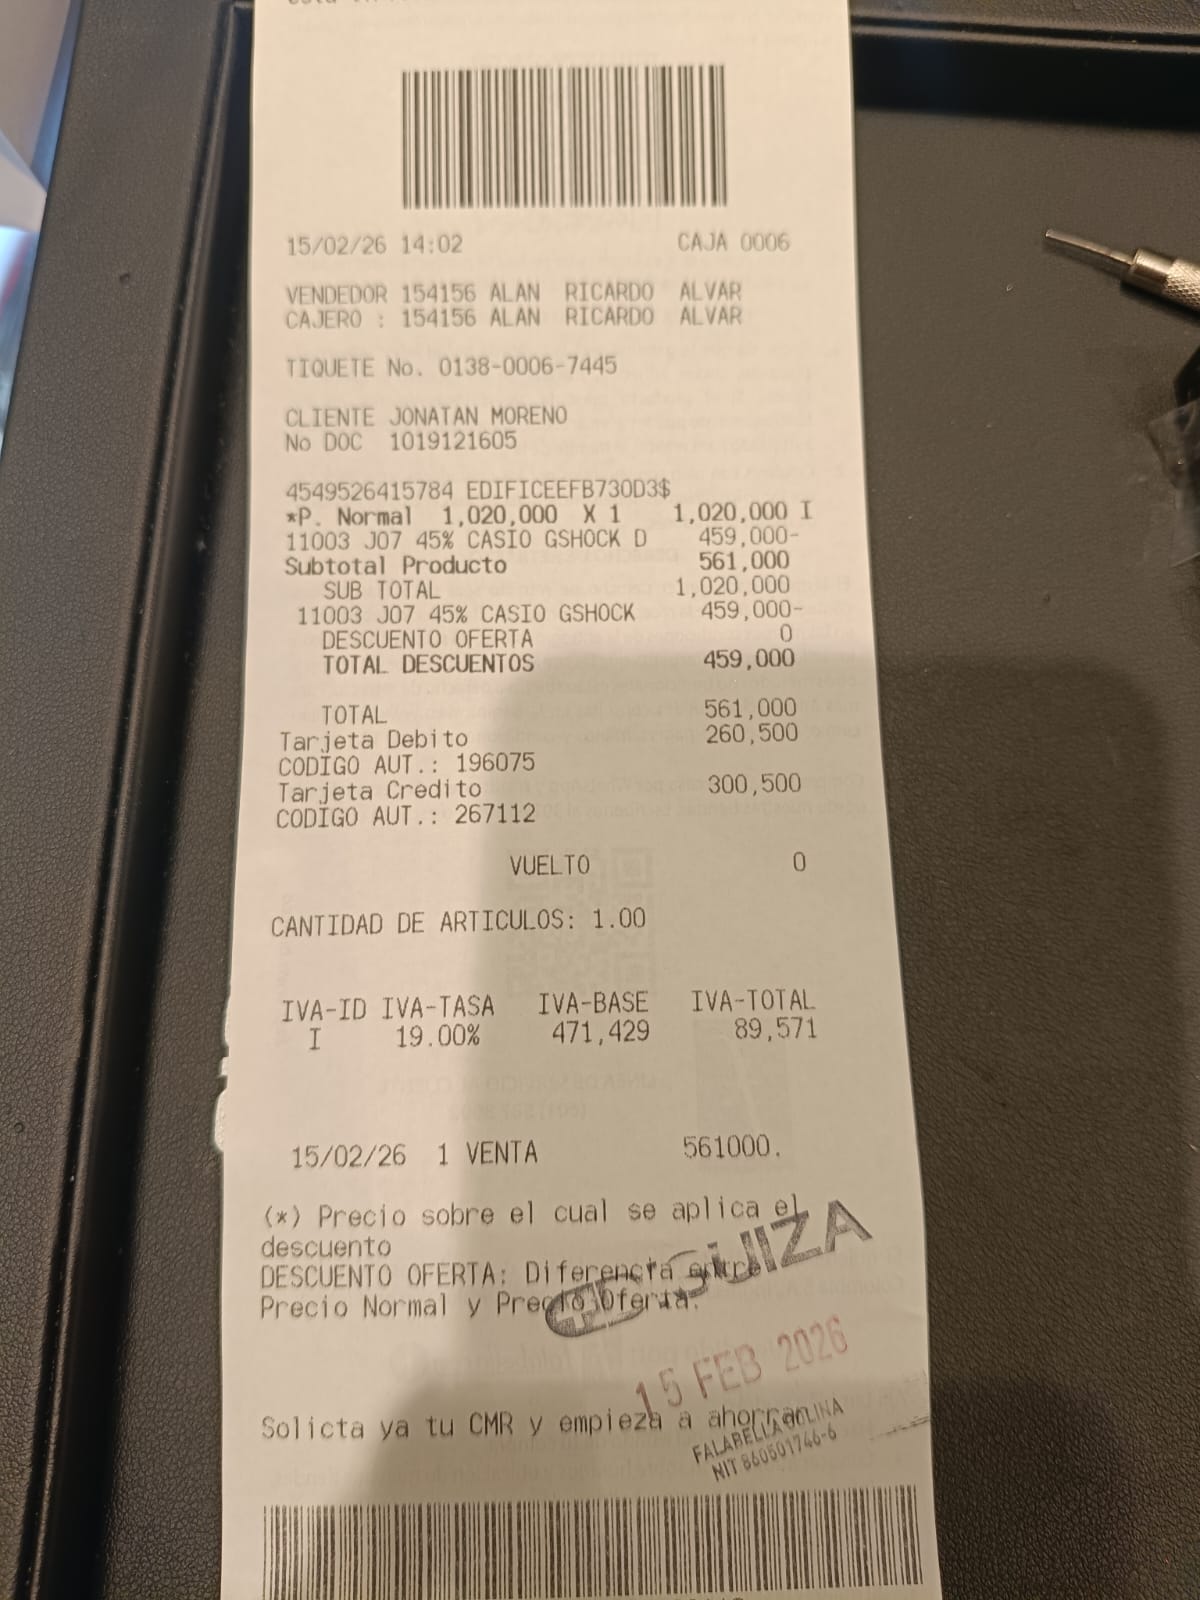 15/02/26 14:02 CAJA 0006
VENDEDOR 154156 ALAN RICARDO ALVAR
CAJERO : 154156 ALAN RICARDO ALVAR
TIQUETE No. 0138-0006-7445
CLIENTE JONATAN MORENO
No DOC 1019121605
4549526415784 EDIFICEEFB730D3$
*P. Normal 1,020,000 X 1 1,020,000 I
11003 J07 45% CASIO GSHOCK D 459,000-
Subtotal Producto 561,000
SUB TOTAL 1,020,000
11003 J07 45% CASIO GSHOCK 459,000-
DESCUENTO OFERTA 0
TOTAL DESCUENTOS 459,000
TOTAL 561,000
Tarjeta Debito 260,500
CODIGO AUT.: 196075
Tarjeta Credito 300,500
CODIGO AUT.: 267112
VUELTO 0
CANTIDAD DE ARTICULOS: 1.00
IVA-ID IVA-TASA IVA-BASE IVA-TOTAL
I 19.00% 471,429 89,571
15/02/26 1 VENTA 561000.
(*) Precio sobre el cual se aplica el
descuento
DESCUENTO OFERTA: Diferencia entre
Precio Normal y Precio Oferta.
15 FEB 2026
Solicta ya tu CMR y empieza a ahorrar
FALABELLA COLINA
NIT 860501746-6